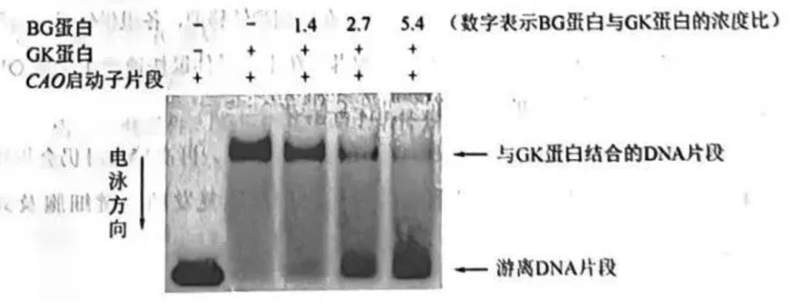 BG蛋白 - - 1.4 2.7 5.4 (数字表示BG蛋白与GK蛋白的浓度比)
GK蛋白 - + + + +
CAO启动子片段 + + + + +
电泳方向
与GK蛋白结合的DNA片段
游离DNA片段